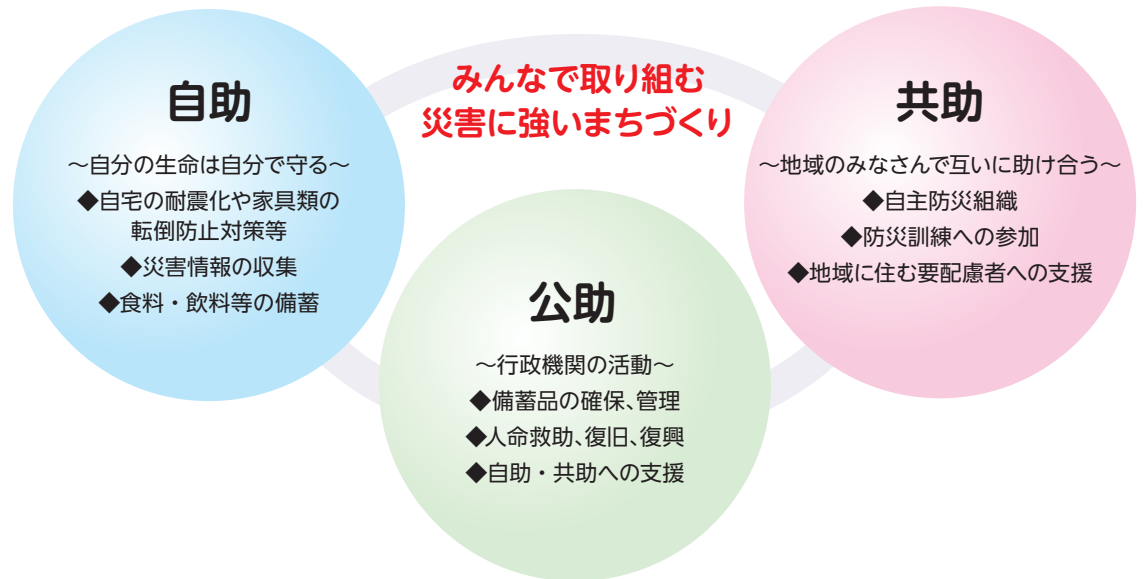 みんなで取り組む
災害に強いまちづくり
自助
～自分の生命は自分で守る～
◆自宅の耐震化や家具類の
転倒防止対策等
◆災害情報の収集
◆食料・飲料等の備蓄
共助
～地域のみなさんで互いに助け合う～
◆自主防災組織
◆防災訓練への参加
◆地域に住む要配慮者への支援
公助
～行政機関の活動～
◆備蓄品の確保、管理
◆人命救助、復旧、復興
◆自助・共助への支援